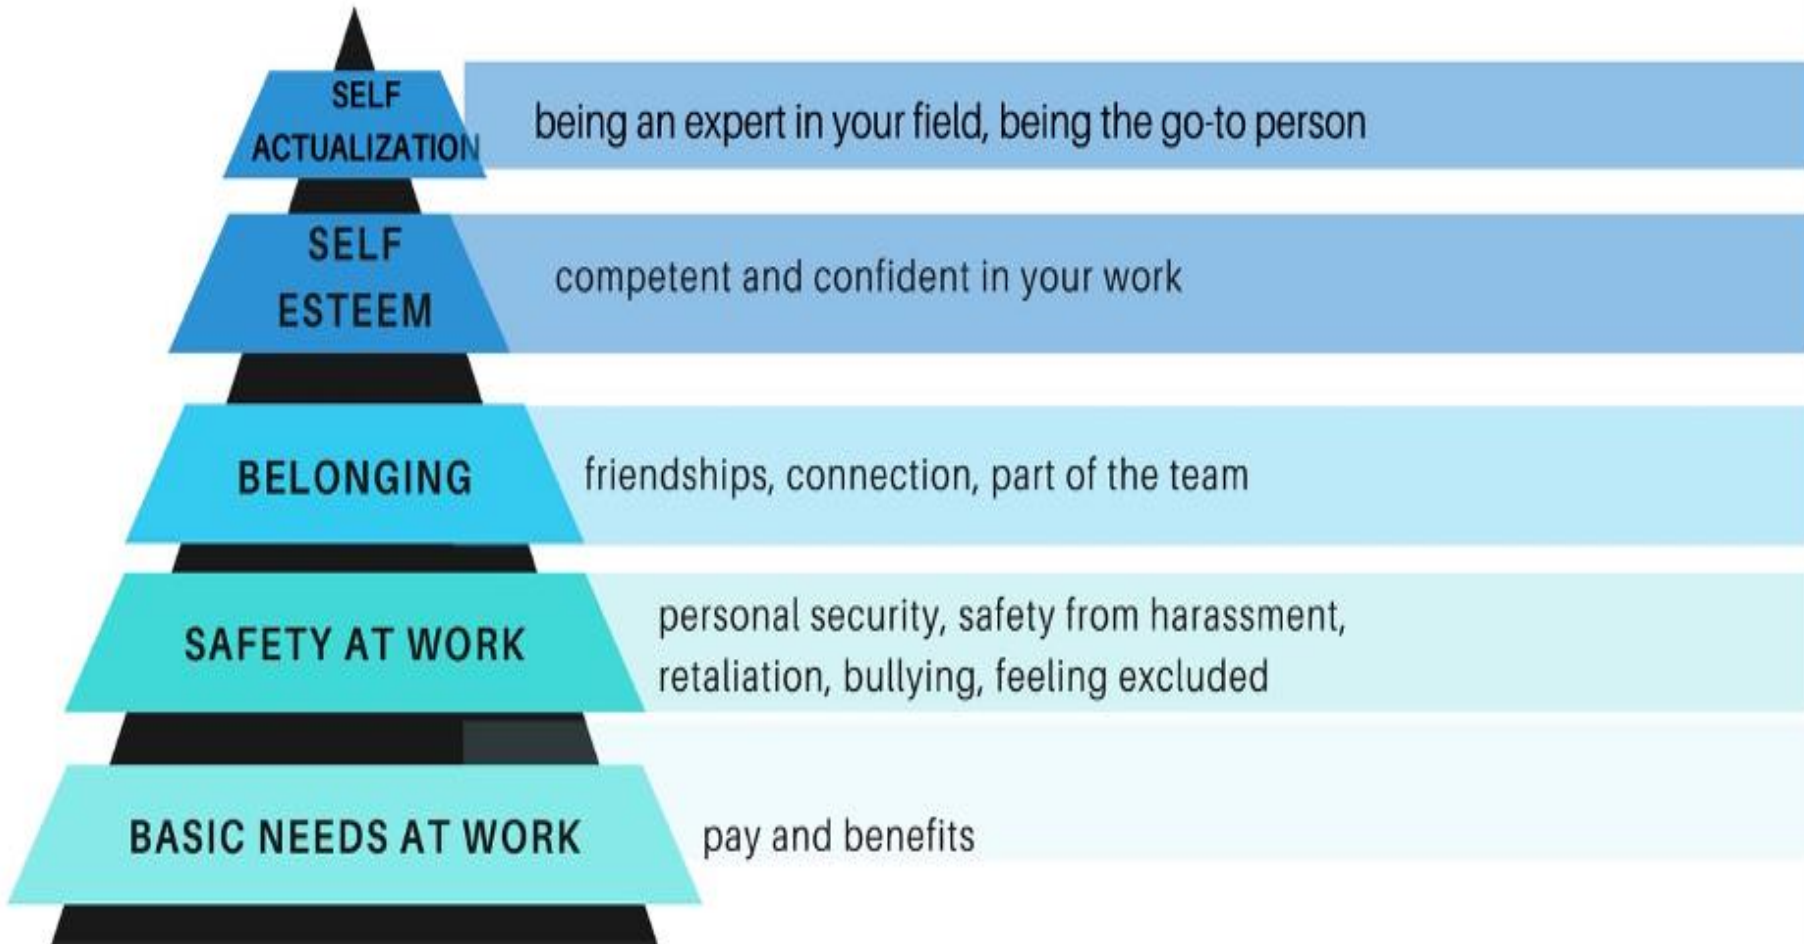 SELF
ACTUALIZATION
being an expert in your field, being the go-to person
SELF
ESTEEM
competent and confident in your work
BELONGING
friendships, connection, part of the team
SAFETY AT WORK
personal security, safety from harassment,
retaliation, bullying, feeling excluded
BASIC NEEDS AT WORK
pay and benefits